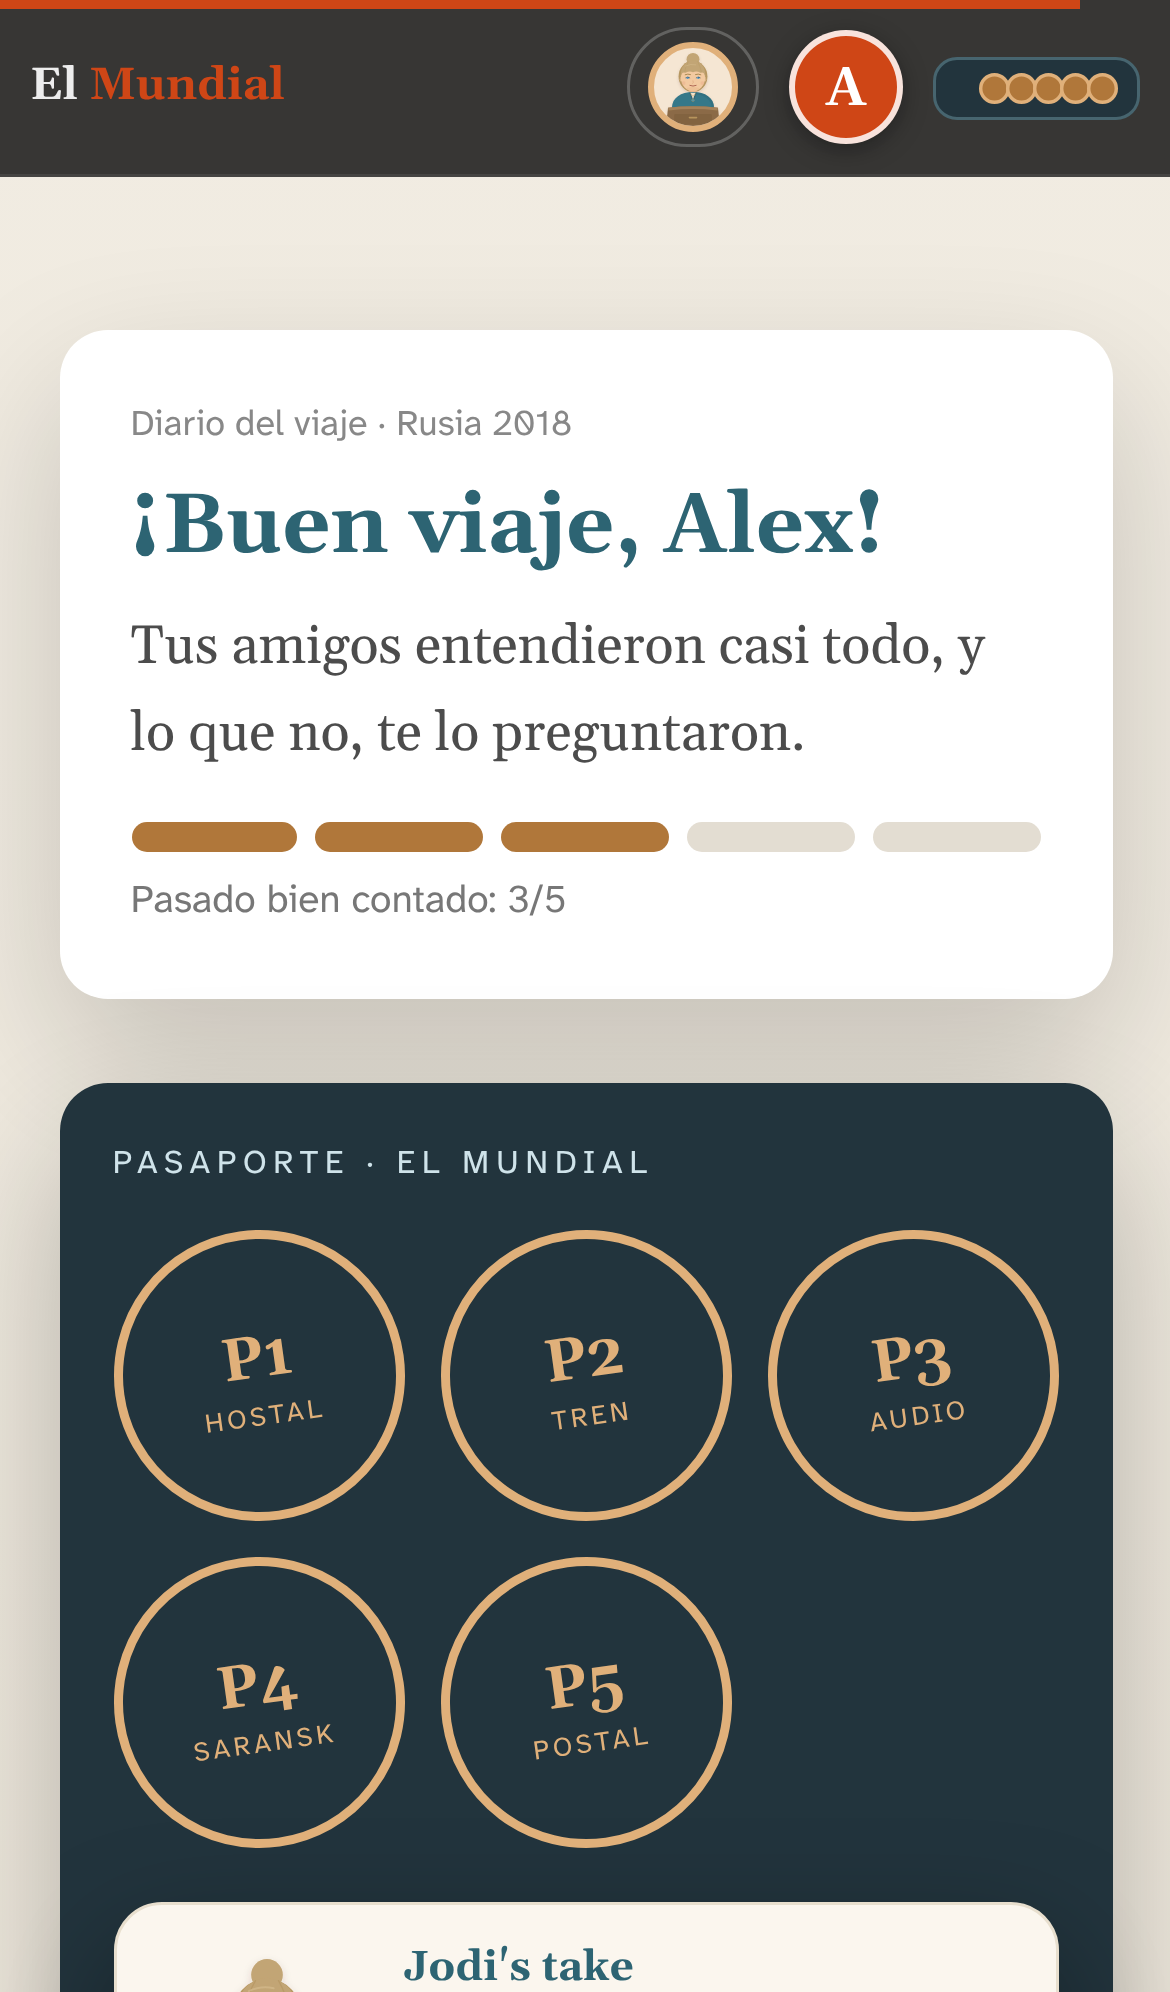 El Mundial
A
Diario del viaje · Rusia 2018
¡Buen viaje, Alex!
Tus amigos entendieron casi todo, y
lo que no, te lo preguntaron.
Pasado bien contado: 3/5
PASAPORTE · EL MUNDIAL
P1
HOSTAL
P2
TREN
P3
AUDIO
P4
SARANSK
P5
POSTAL
Jodi's take